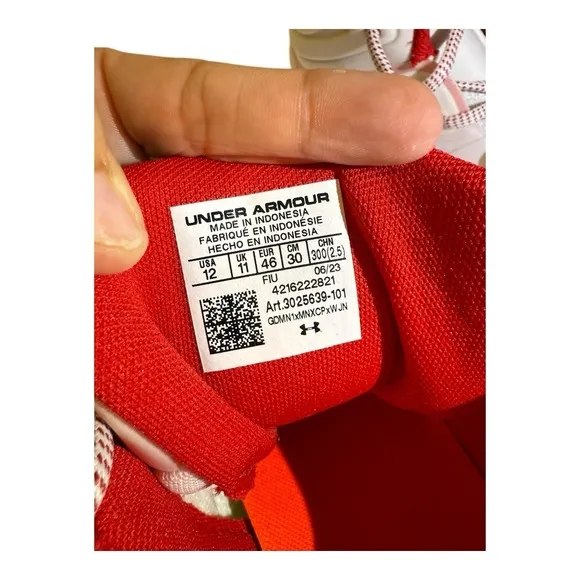 UNDER ARMOUR
MADE IN INDONESIA
FABRIQUÉ EN INDONÉSIE
HECHO EN INDONESIA
USA UK EUR CM CHN
12 11 46 30 300(2.5)
FIU 06/23
4216222821
Art.3025639-101
GDMN1xMNXCPxWJN